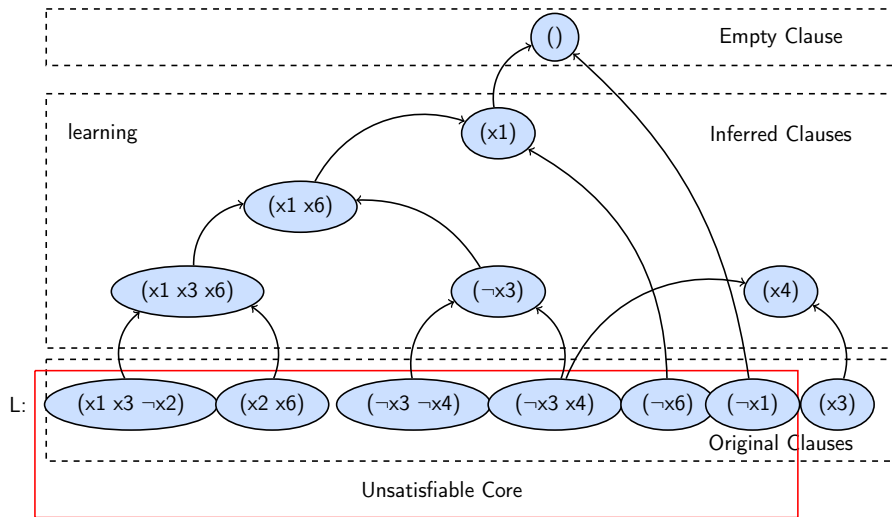 ()
Empty Clause
learning
(x1)
Inferred Clauses
(x1 x6)
(x1 x3 x6)
(¬x3)
(x4)
L:
(x1 x3 ¬x2)
(x2 x6)
(¬x3 ¬x4)
(¬x3 x4)
(¬x6)
(¬x1)
(x3)
Original Clauses
Unsatisfiable Core